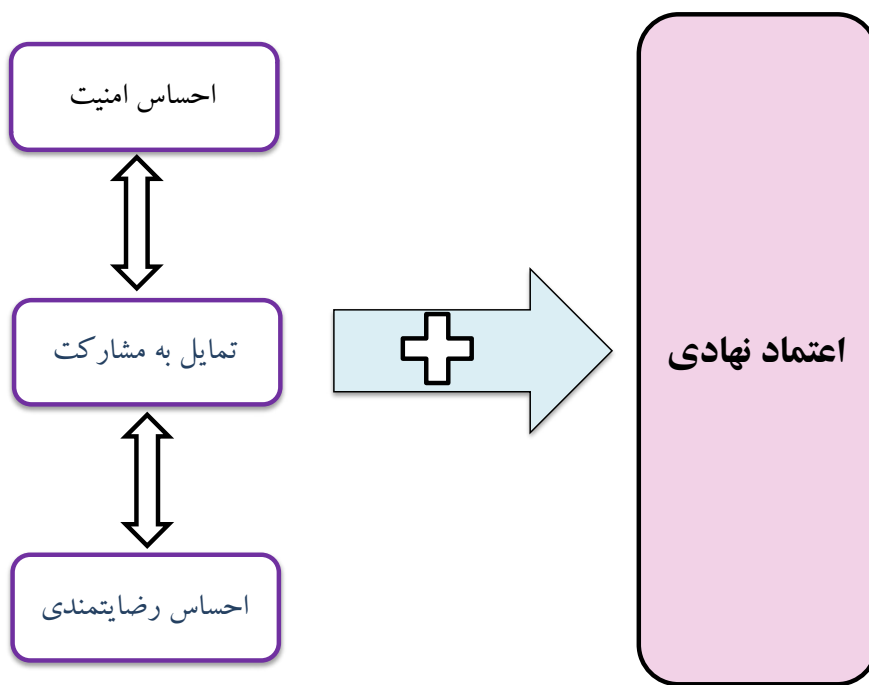 احساس امنیت
تمایل به مشارکت
اعتماد نهادی
احساس رضایتمندی